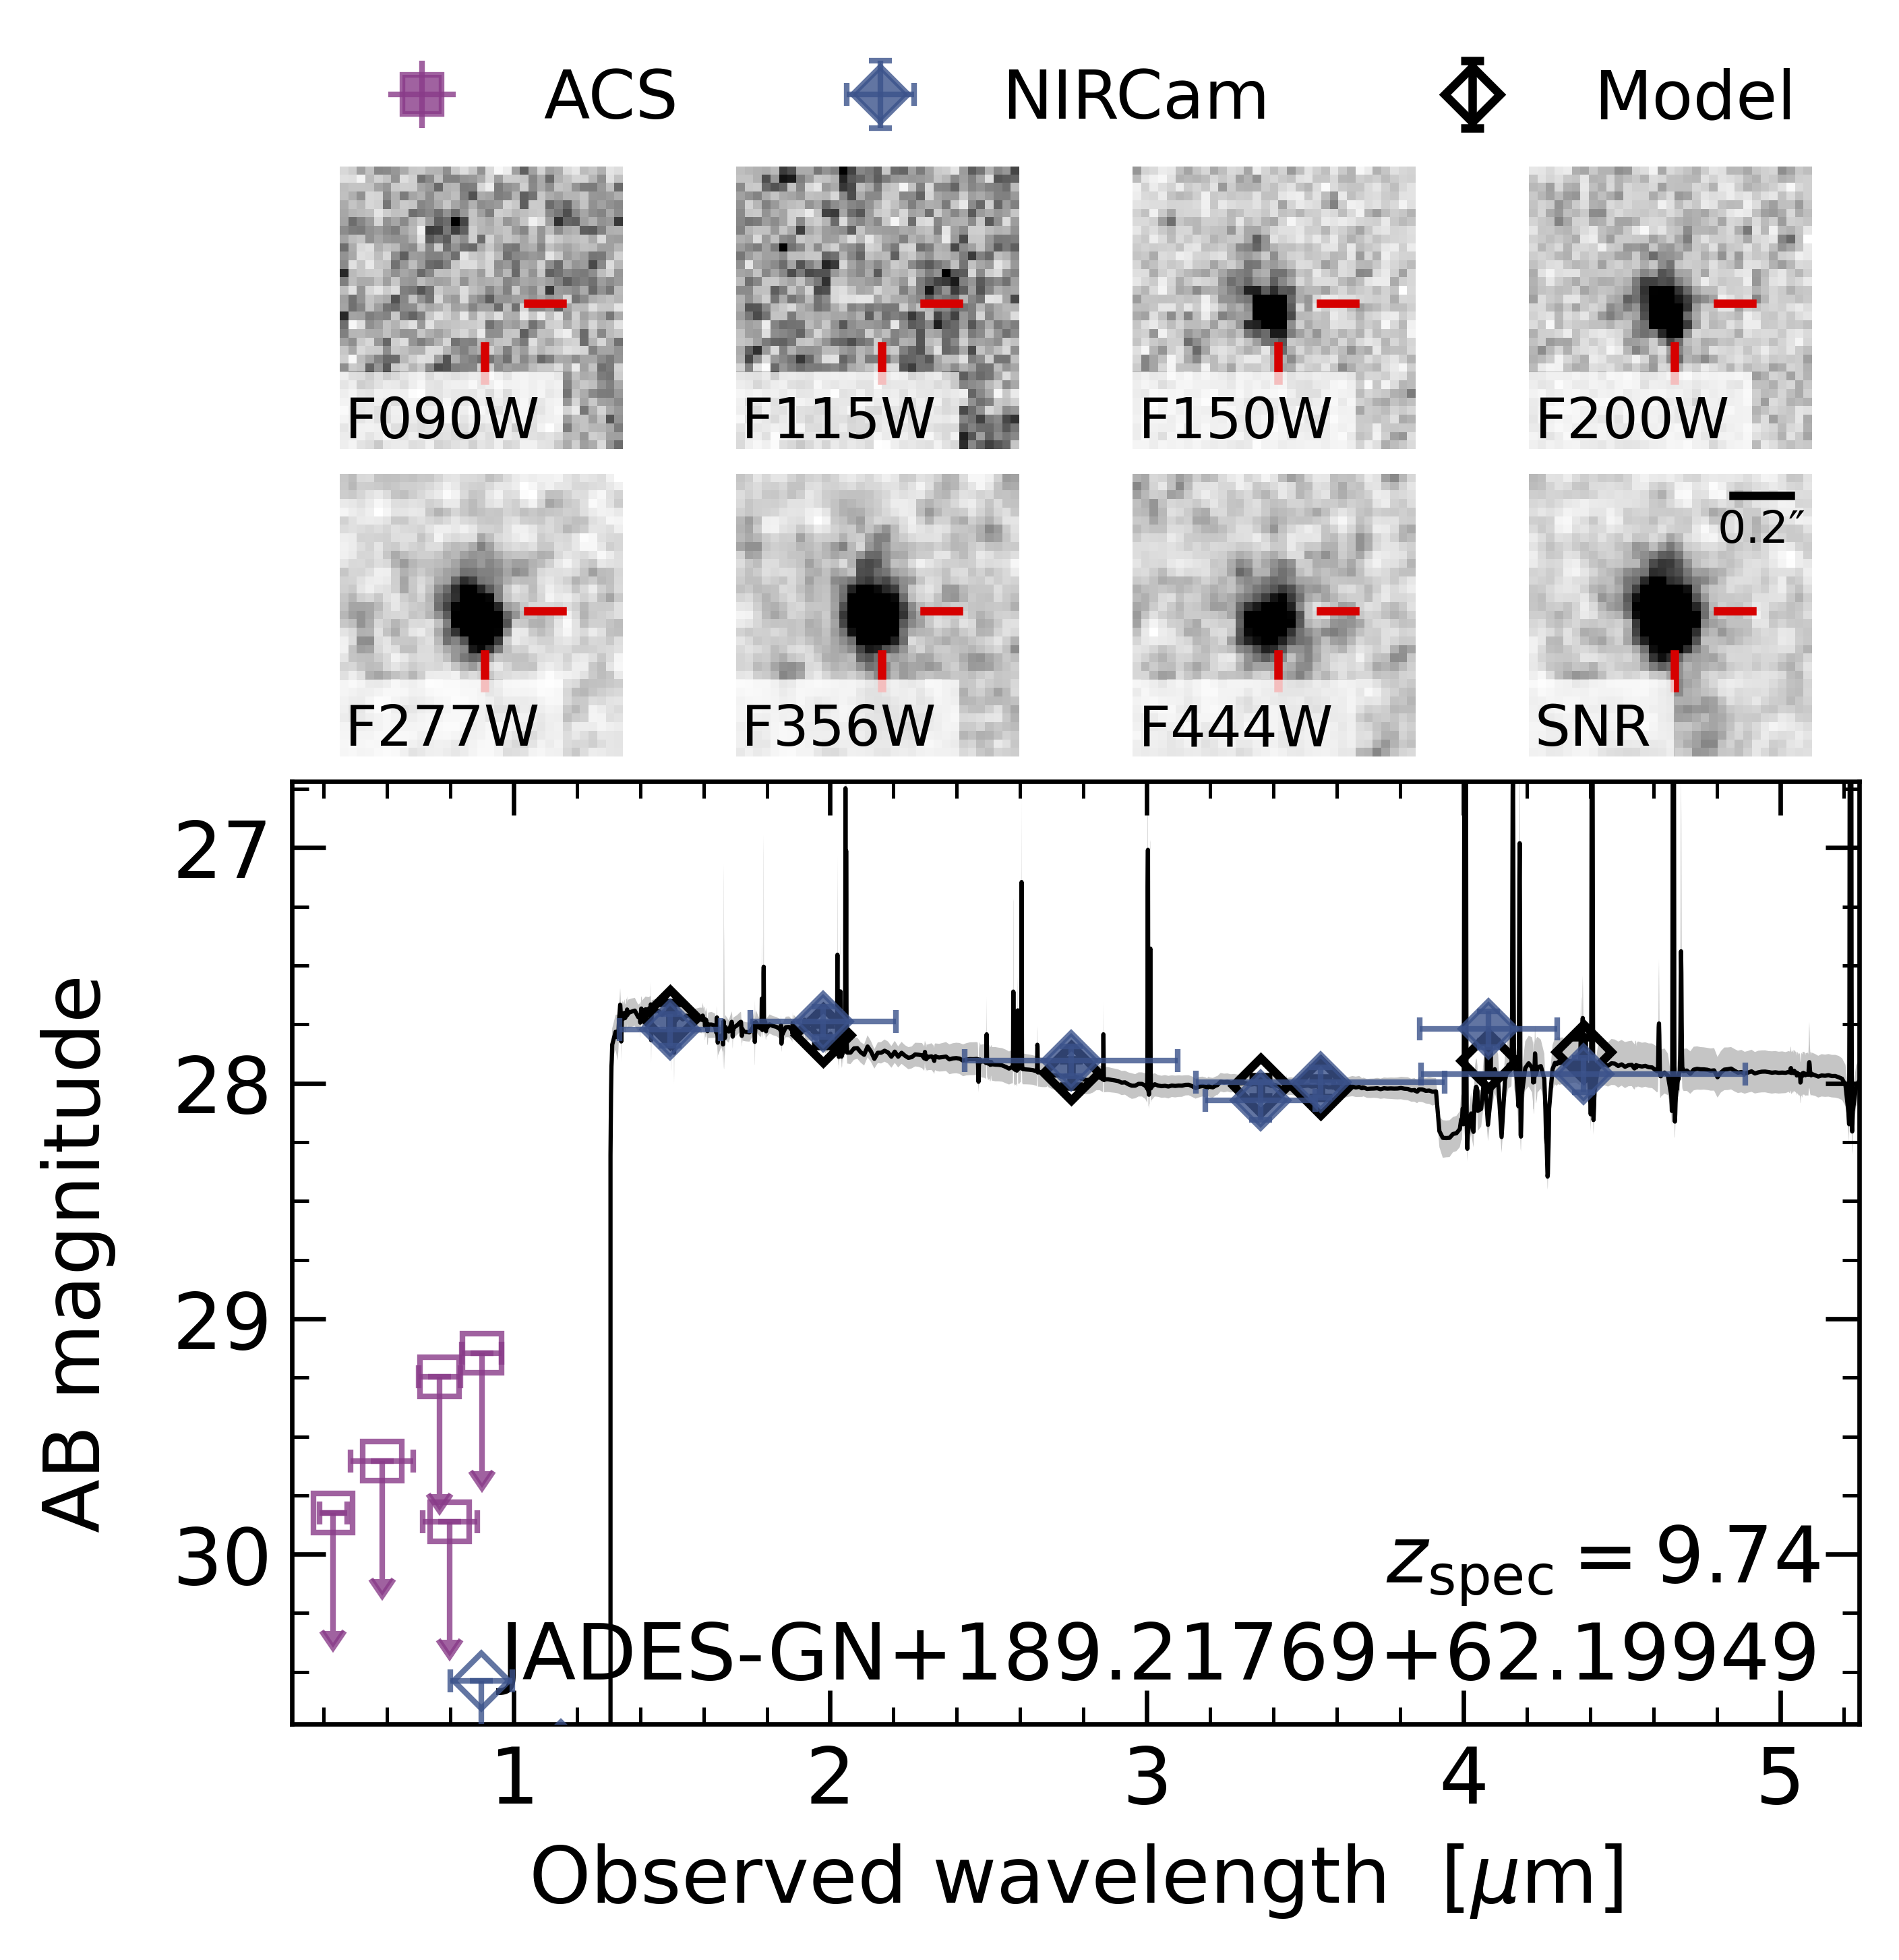 ACS NIRCam Model
F090W F115W F150W F200W
0.2″
F277W F356W F444W SNR
27
28
29
30
AB magnitude
z_spec = 9.74
JADES-GN+189.21769+62.19949
1 2 3 4 5
Observed wavelength [μm]